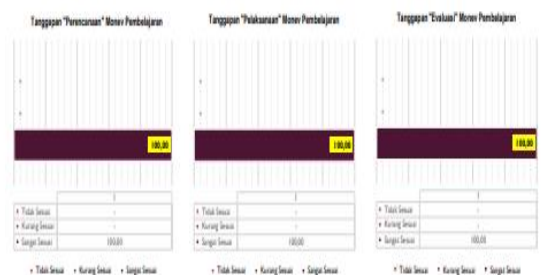 Tanggapan "Perencanaan" Monev Pembelajaran
100,00
1
Tidak Sesuai -
Kurang Sesuai -
Sangat Sesuai 100,00
Tidak Sesuai Kurang Sesuai Sangat Sesuai
Tanggapan "Pelaksanaan" Monev Pembelajaran
100,00
1
Tidak Sesuai -
Kurang Sesuai -
Sangat Sesuai 100,00
Tidak Sesuai Kurang Sesuai Sangat Sesuai
Tanggapan "Evaluasi" Monev Pembelajaran
100,00
1
Tidak Sesuai -
Kurang Sesuai -
Sangat Sesuai 100,00
Tidak Sesuai Kurang Sesuai Sangat Sesuai